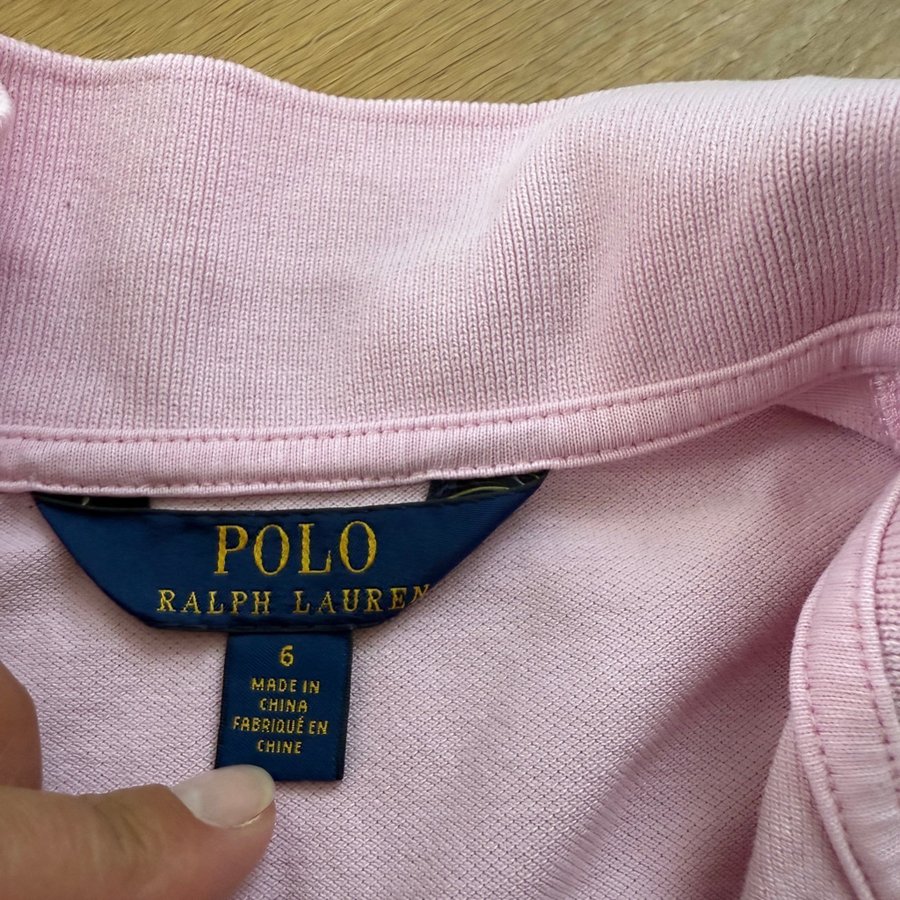 POLO
RALPH LAUREN
6
MADE IN
CHINA
FABRIQUÉ EN
CHINE